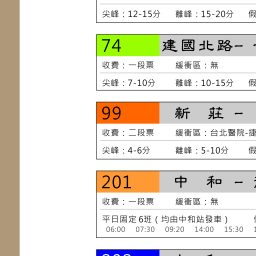 尖峰：12-15分 離峰：15-20分 假
74 建國北路-
收費：一段票 緩衝區：無
尖峰：7-10分 離峰：10-15分 假
99 新 莊-
收費：二段票 緩衝區：台北醫院-捷
尖峰：4-6分 離峰：5-10分 假
201 中 和-
收費：一段票 緩衝區：無
平日固定6班（均由中和站發車）
06:00 07:30 09:20 14:00 15:30